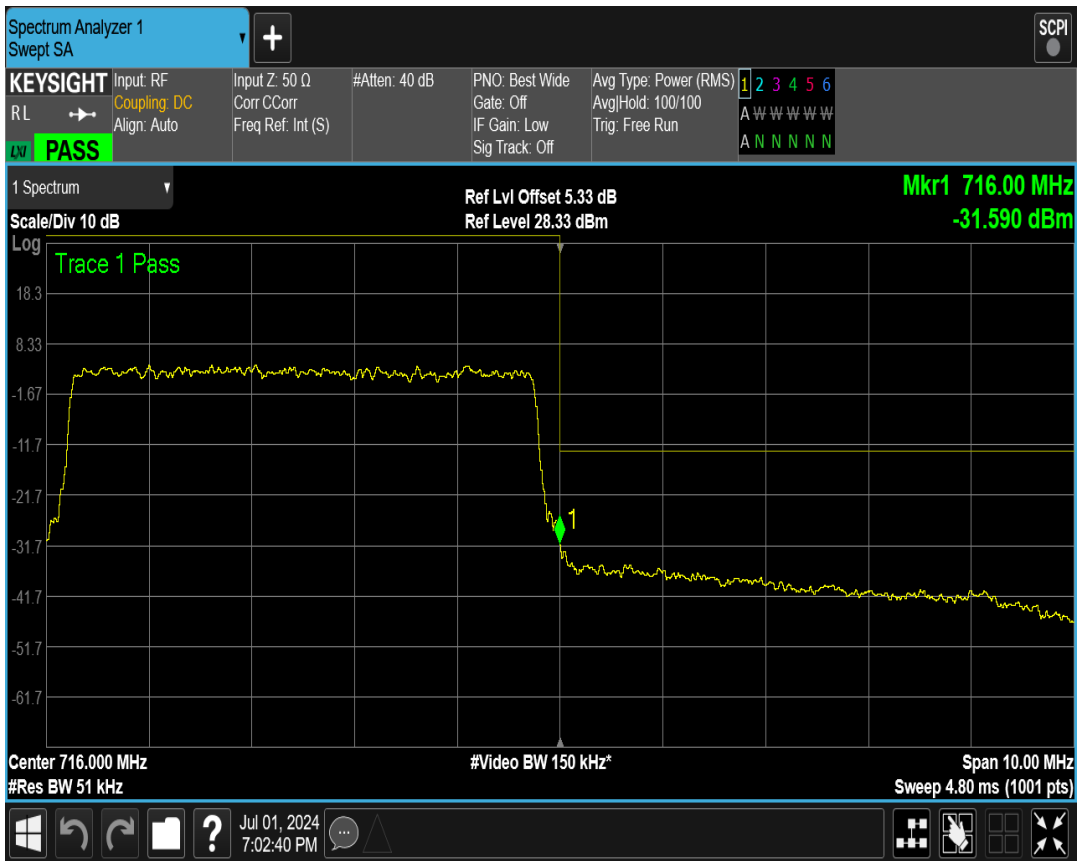 Spectrum Analyzer 1
Swept SA
+
SCPI
KEYSIGHT
R L
LXI PASS
Input: RF
Coupling: DC
Align: Auto
Input Z: 50 Ω
Corr CCorr
Freq Ref: Int (S)
#Atten: 40 dB
PNO: Best Wide
Gate: Off
IF Gain: Low
Sig Track: Off
Avg Type: Power (RMS)
Avg|Hold: 100/100
Trig: Free Run
1 2 3 4 5 6
A W W W W W
A N N N N N
1 Spectrum
Scale/Div 10 dB
Ref Lvl Offset 5.33 dB
Ref Level 28.33 dBm
Mkr1 716.00 MHz
-31.590 dBm
Log
Trace 1 Pass
18.3
8.33
-1.67
-11.7
-21.7
1
-31.7
-41.7
-51.7
-61.7
Center 716.000 MHz
#Video BW 150 kHz*
Span 10.00 MHz
#Res BW 51 kHz
Sweep 4.80 ms (1001 pts)
?
Jul 01, 2024
7:02:40 PM